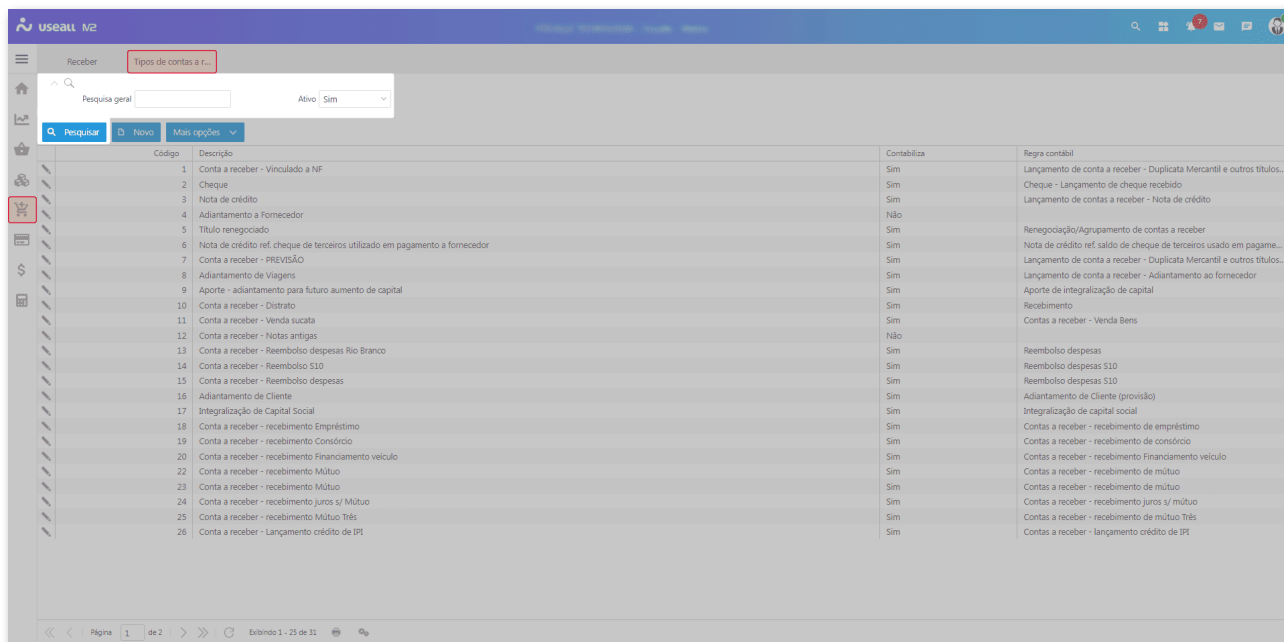 useall M2
7
Receber Tipos de contas a r...
Pesquisa geral Ativo Sim
Pesquisar Novo Mais opções
Código Descrição Contabiliza Regra contábil
1 Conta a receber - Vinculado a NF Sim Lançamento de conta a receber - Duplicata Mercantil e outros títulos...
2 Cheque Sim Cheque - Lançamento de cheque recebido
3 Nota de crédito Sim Lançamento de contas a receber - Nota de crédito
4 Adiantamento a Fornecedor Não
5 Título renegociado Sim Renegociação/Agrupamento de contas a receber
6 Nota de crédito ref. cheque de terceiros utilizado em pagamento a fornecedor Sim Nota de crédito ref. saldo de cheque de terceiros usado em pagame...
7 Conta a receber - PREVISÃO Sim Lançamento de conta a receber - Duplicata Mercantil e outros títulos...
8 Adiantamento de Viagens Sim Lançamento de conta a receber - Adiantamento ao fornecedor
9 Aporte - adiantamento para futuro aumento de capital Sim Aporte de integralização de capital
10 Conta a receber - Distrato Sim Recebimento
11 Conta a receber - Venda sucata Sim Contas a receber - Venda Bens
12 Conta a receber - Notas antigas Não
13 Conta a receber - Reembolso despesas Rio Branco Sim Reembolso despesas
14 Conta a receber - Reembolso S10 Sim Reembolso despesas S10
15 Conta a receber - Reembolso despesas Sim Reembolso despesas S10
16 Adiantamento de Cliente Sim Adiantamento de Cliente (provisão)
17 Integralização de Capital Social Sim Integralização de capital social
18 Conta a receber - recebimento Empréstimo Sim Contas a receber - recebimento de empréstimo
19 Conta a receber - recebimento Consórcio Sim Contas a receber - recebimento de consórcio
20 Conta a receber - recebimento Financiamento veículo Sim Contas a receber - recebimento Financiamento veículo
22 Conta a receber - recebimento Mútuo Sim Contas a receber - recebimento de mútuo
23 Conta a receber - recebimento Mútuo Sim Contas a receber - recebimento de mútuo
24 Conta a receber - recebimento juros s/ Mútuo Sim Contas a receber - recebimento juros s/ mútuo
25 Conta a receber - recebimento Mútuo Três Sim Contas a receber - recebimento de mútuo Três
26 Conta a receber - Lançamento crédito de IPI Sim Contas a receber - lançamento crédito de IPI
Página 1 de 2 Exibindo 1 - 25 de 31